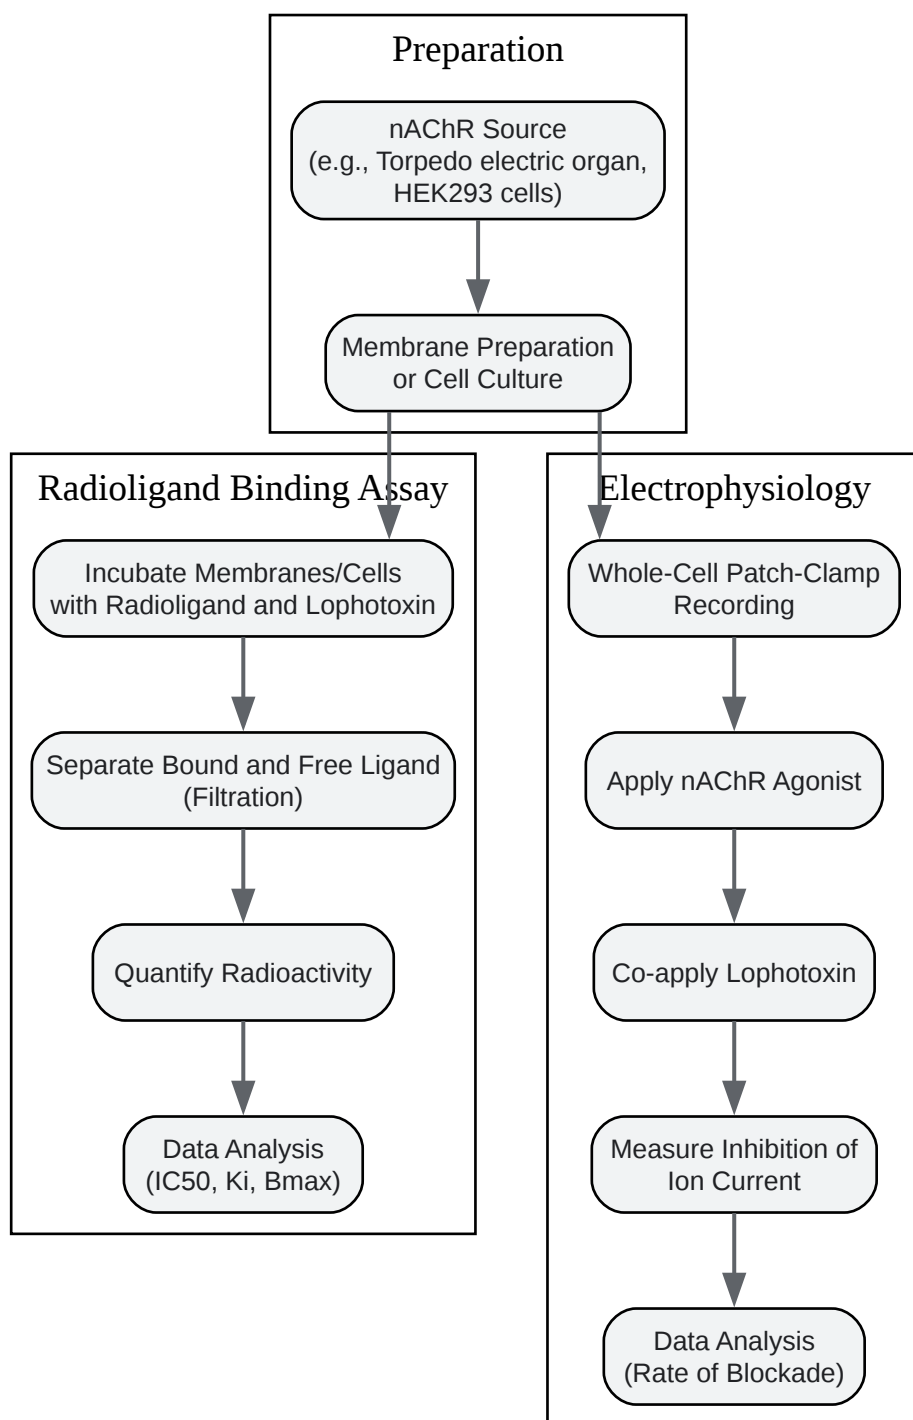 Preparation
nAChR Source
(e.g., Torpedo electric organ,
HEK293 cells)
Membrane Preparation
or Cell Culture
Radioligand Binding Assay
Incubate Membranes/Cells
with Radioligand and Lophotoxin
Separate Bound and Free Ligand
(Filtration)
Quantify Radioactivity
Data Analysis
(IC50, Ki, Bmax)
Electrophysiology
Whole-Cell Patch-Clamp
Recording
Apply nAChR Agonist
Co-apply Lophotoxin
Measure Inhibition of
Ion Current
Data Analysis
(Rate of Blockade)